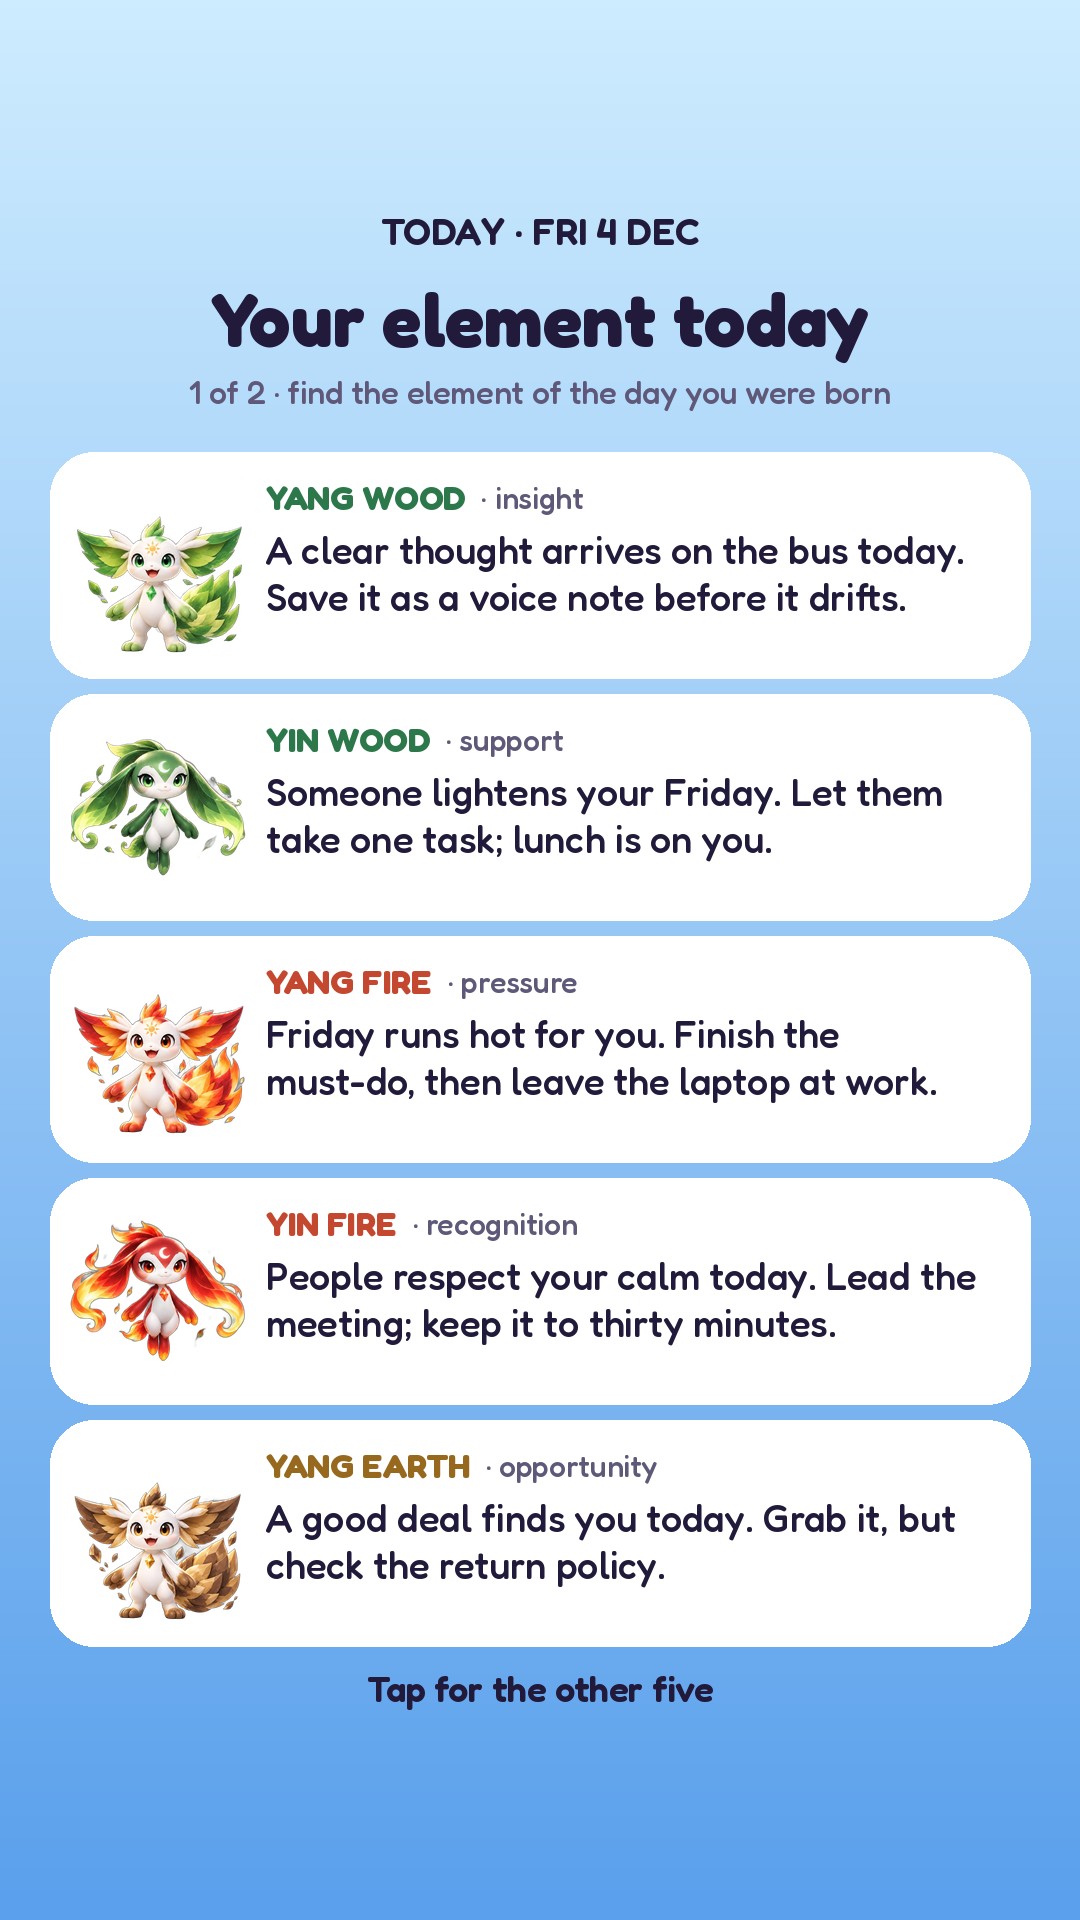 TODAY · FRI 4 DEC
Your element today
1 of 2 · find the element of the day you were born
YANG WOOD · insight
A clear thought arrives on the bus today.
Save it as a voice note before it drifts.
YIN WOOD · support
Someone lightens your Friday. Let them
take one task; lunch is on you.
YANG FIRE · pressure
Friday runs hot for you. Finish the
must-do, then leave the laptop at work.
YIN FIRE · recognition
People respect your calm today. Lead the
meeting; keep it to thirty minutes.
YANG EARTH · opportunity
A good deal finds you today. Grab it, but
check the return policy.
Tap for the other five